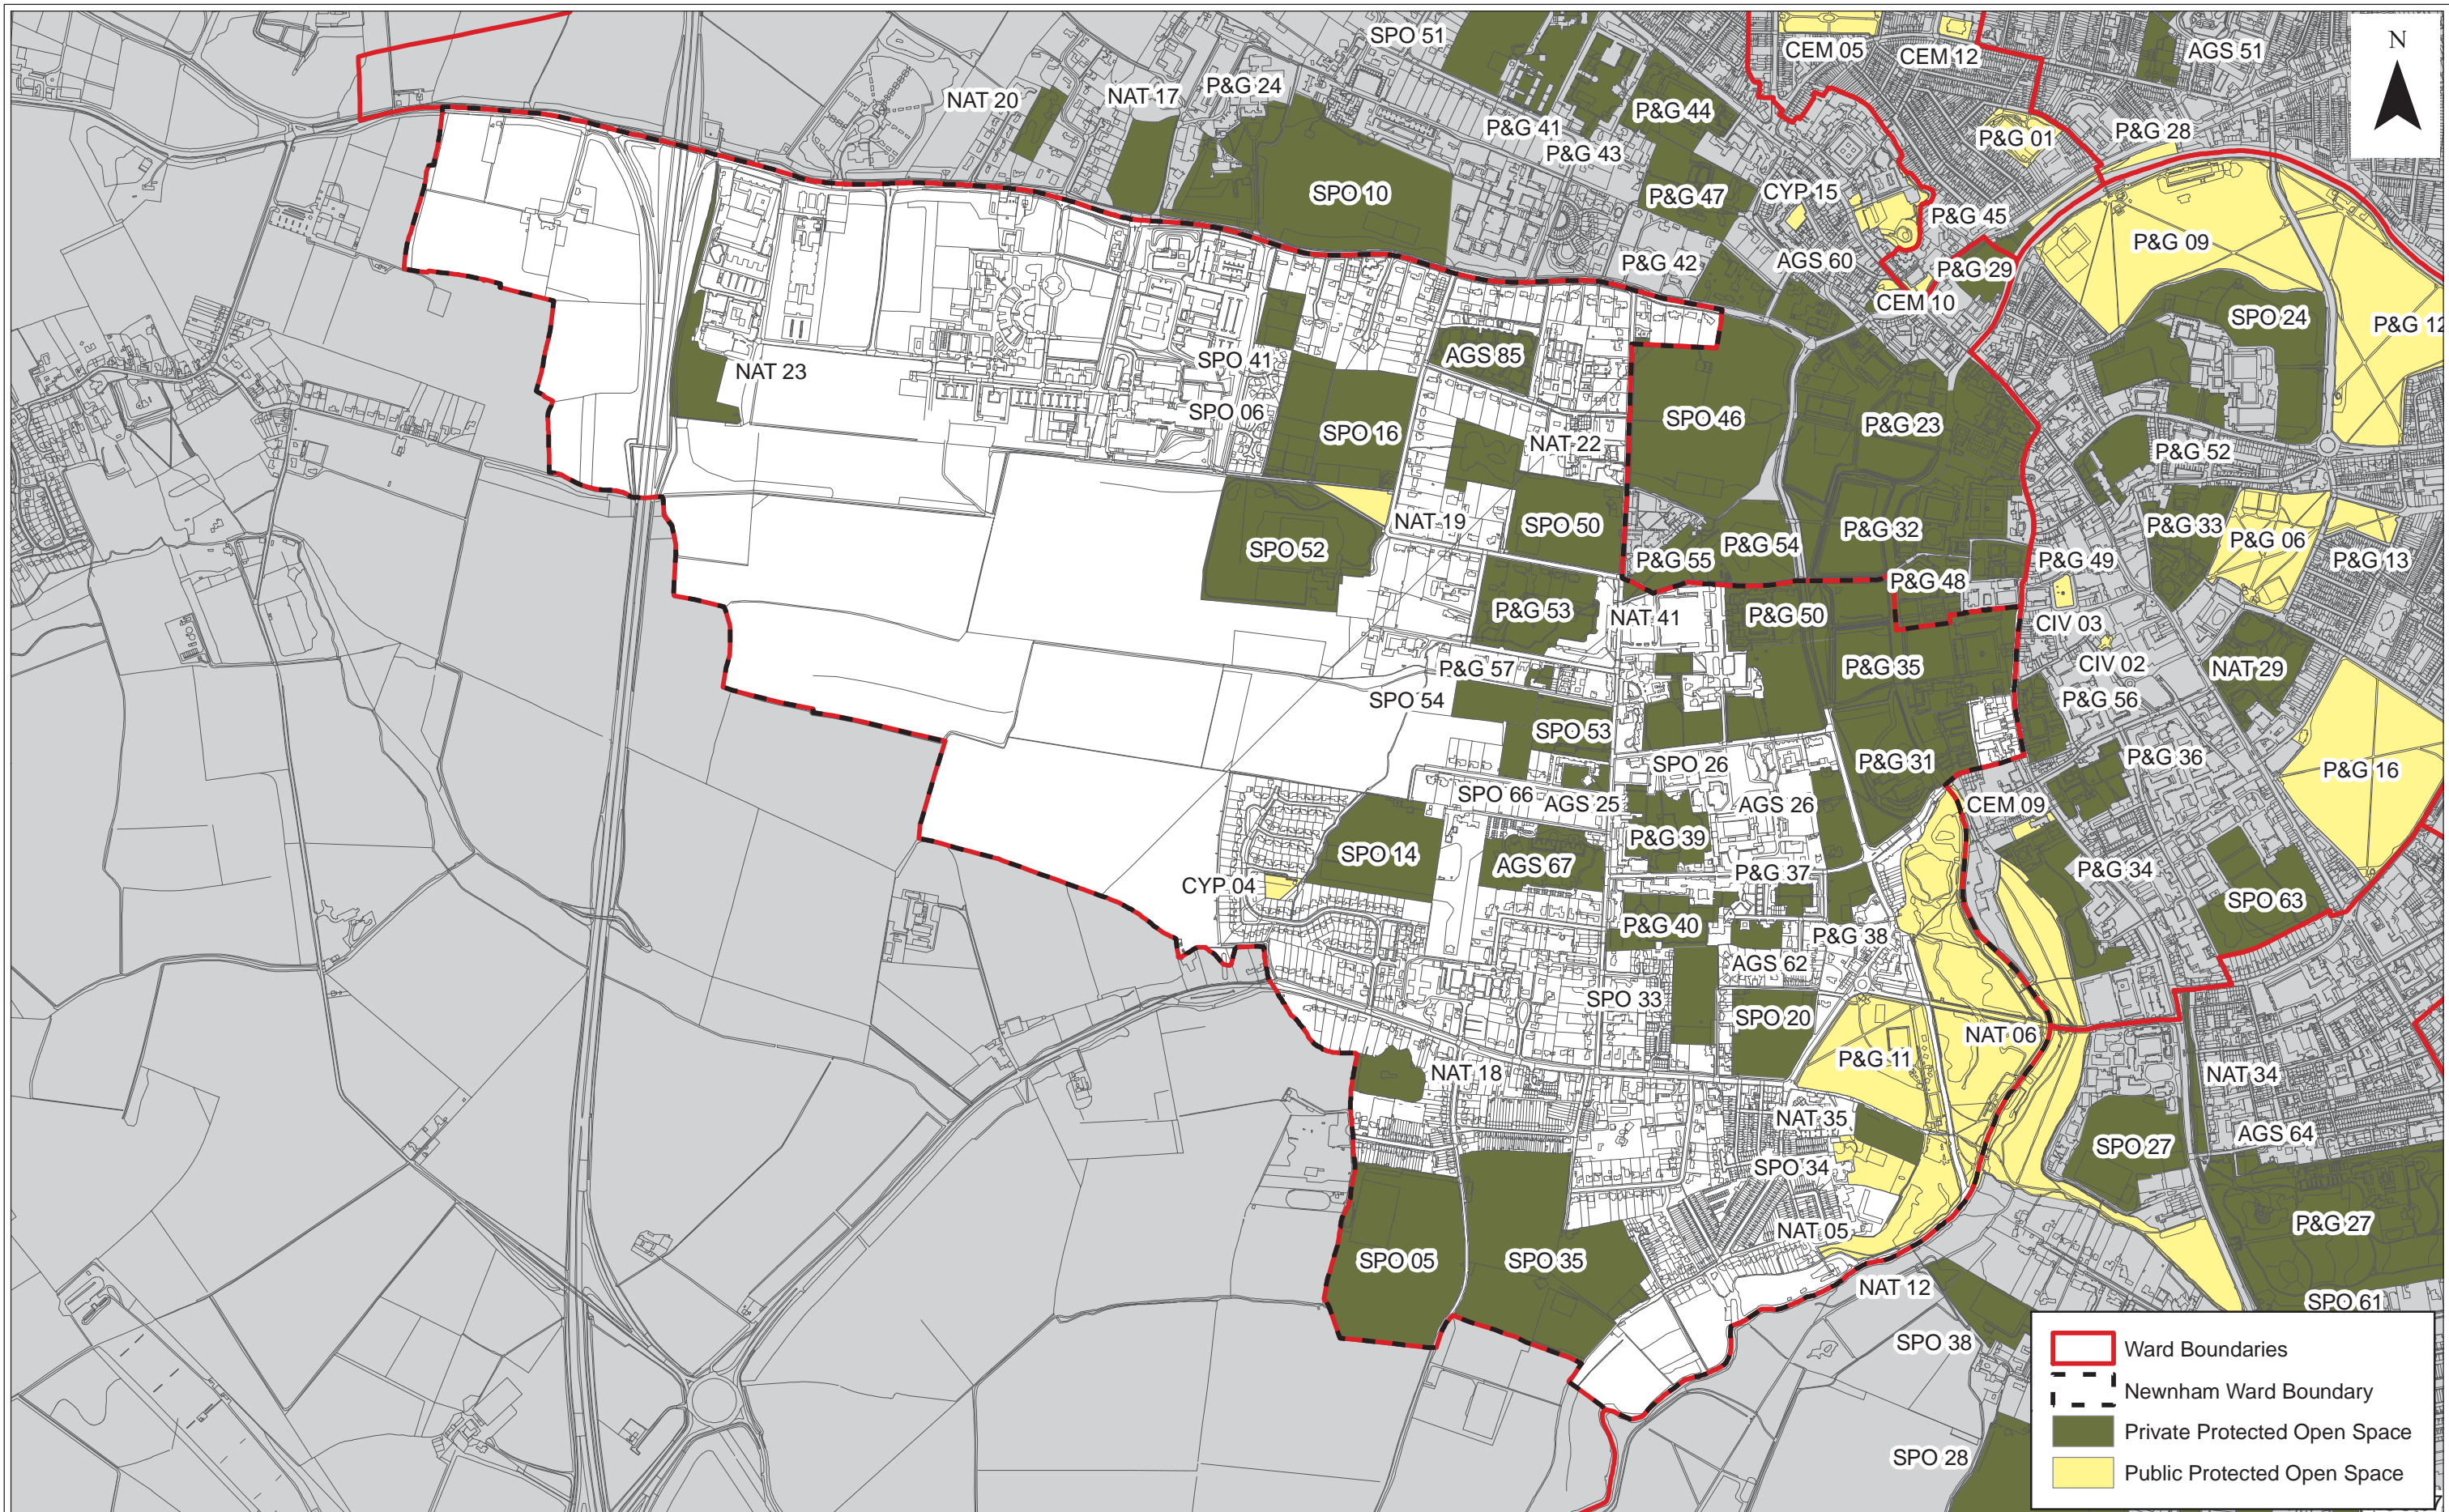 SPO 51
CEM 05
CEM 12
AGS 51
N
NAT 20
NAT 17
P&G 24
P&G 44
P&G 41
P&G 43
P&G 01
P&G 28
SPO 10
P&G 47
CYP 15
P&G 45
P&G 09
P&G 42
AGS 60
P&G 29
CEM 10
SPO 24
P&G 12
NAT 23
SPO 41
AGS 85
SPO 06
SPO 16
NAT 22
SPO 46
P&G 23
P&G 52
NAT 19
SPO 50
SPO 52
P&G 55
P&G 54
P&G 32
P&G 33
P&G 06
P&G 49
P&G 13
P&G 48
P&G 53
NAT 41
P&G 50
CIV 03
P&G 57
P&G 35
CIV 02
NAT 29
SPO 54
P&G 56
SPO 53
SPO 26
P&G 31
P&G 36
P&G 16
SPO 66
AGS 25
AGS 26
CEM 09
SPO 14
P&G 39
AGS 67
P&G 37
P&G 34
CYP 04
SPO 63
P&G 40
P&G 38
AGS 62
SPO 33
SPO 20
NAT 06
P&G 11
NAT 18
NAT 34
NAT 35
AGS 64
SPO 27
SPO 34
NAT 05
P&G 27
SPO 05
SPO 35
NAT 12
SPO 61
SPO 38
SPO 28
Ward Boundaries
Newnham Ward Boundary
Private Protected Open Space
Public Protected Open Space